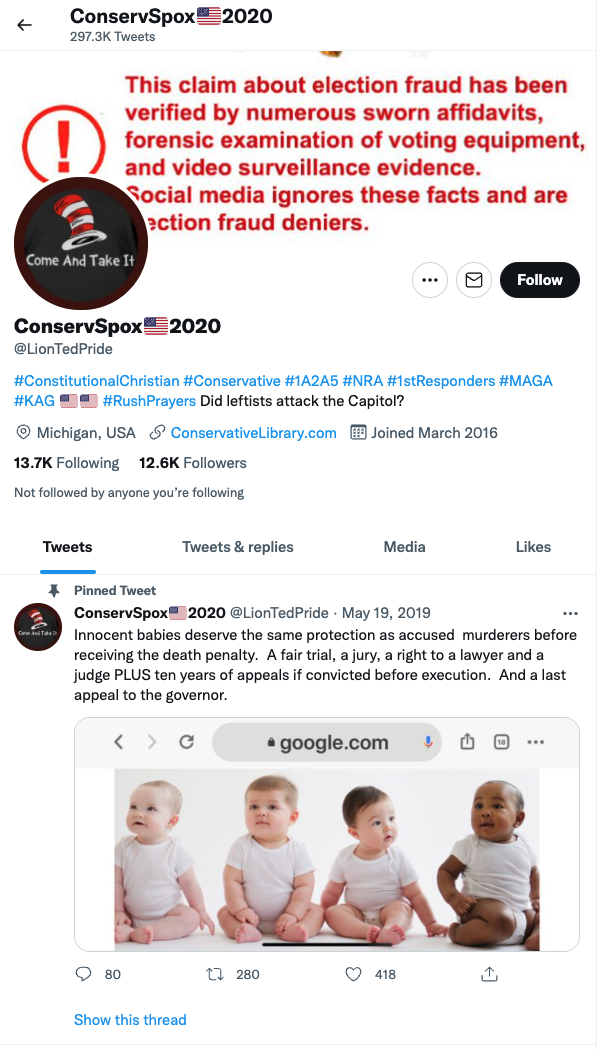 ConservSpox🇺🇸2020
297.3K Tweets
This claim about election fraud has been
verified by numerous sworn affidavits,
forensic examination of voting equipment,
and video surveillance evidence.
Social media ignores these facts and are
ection fraud deniers.
Come And Take It
Follow
ConservSpox🇺🇸2020
@LionTedPride
#ConstitutionalChristian #Conservative #1A2A5 #NRA #1stResponders #MAGA
#KAG 🇺🇸🇺🇸 #RushPrayers Did leftists attack the Capitol?
Michigan, USA ConservativeLibrary.com Joined March 2016
13.7K Following 12.6K Followers
Not followed by anyone you're following
Tweets Tweets & replies Media Likes
Pinned Tweet
ConservSpox🇺🇸2020 @LionTedPride · May 19, 2019
Come And Take It
Innocent babies deserve the same protection as accused  murderers before
receiving the death penalty.  A fair trial, a jury, a right to a lawyer and a
judge PLUS ten years of appeals if convicted before execution.  And a last
appeal to the governor.
google.com 18
80 280 418
Show this thread